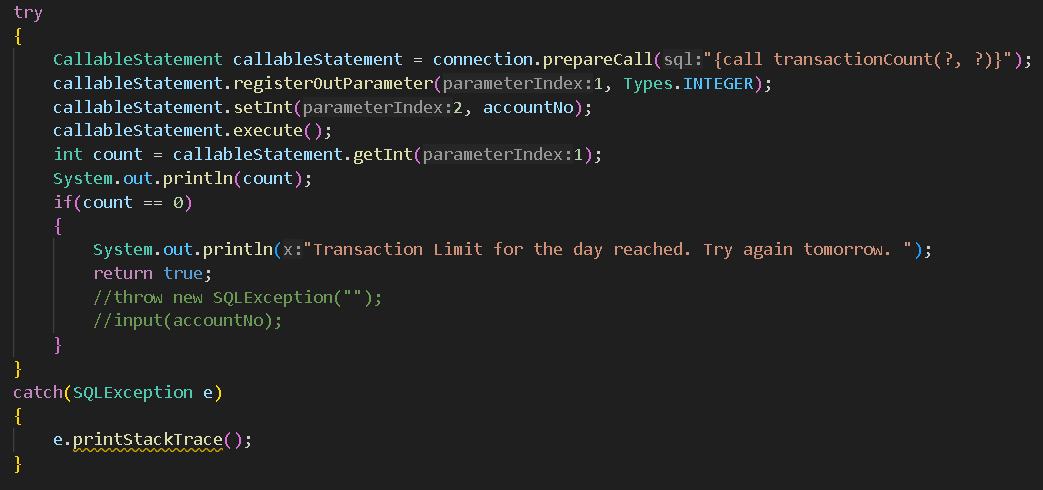 try
{
CallableStatement callableStatement = connection.prepareCall(sql:"{call transactionCount(?, ?)}");
callableStatement.registerOutParameter(parameterIndex:1, Types.INTEGER);
callableStatement.setInt(parameterIndex:2, accountNo);
callableStatement.execute();
int count = callableStatement.getInt(parameterIndex:1);
System.out.println(count);
if(count == 0)
{
System.out.println(x:"Transaction Limit for the day reached. Try again tomorrow. ");
return true;
//throw new SQLException("");
//input(accountNo);
}
}
catch(SQLException e)
{
e.printStackTrace();
}